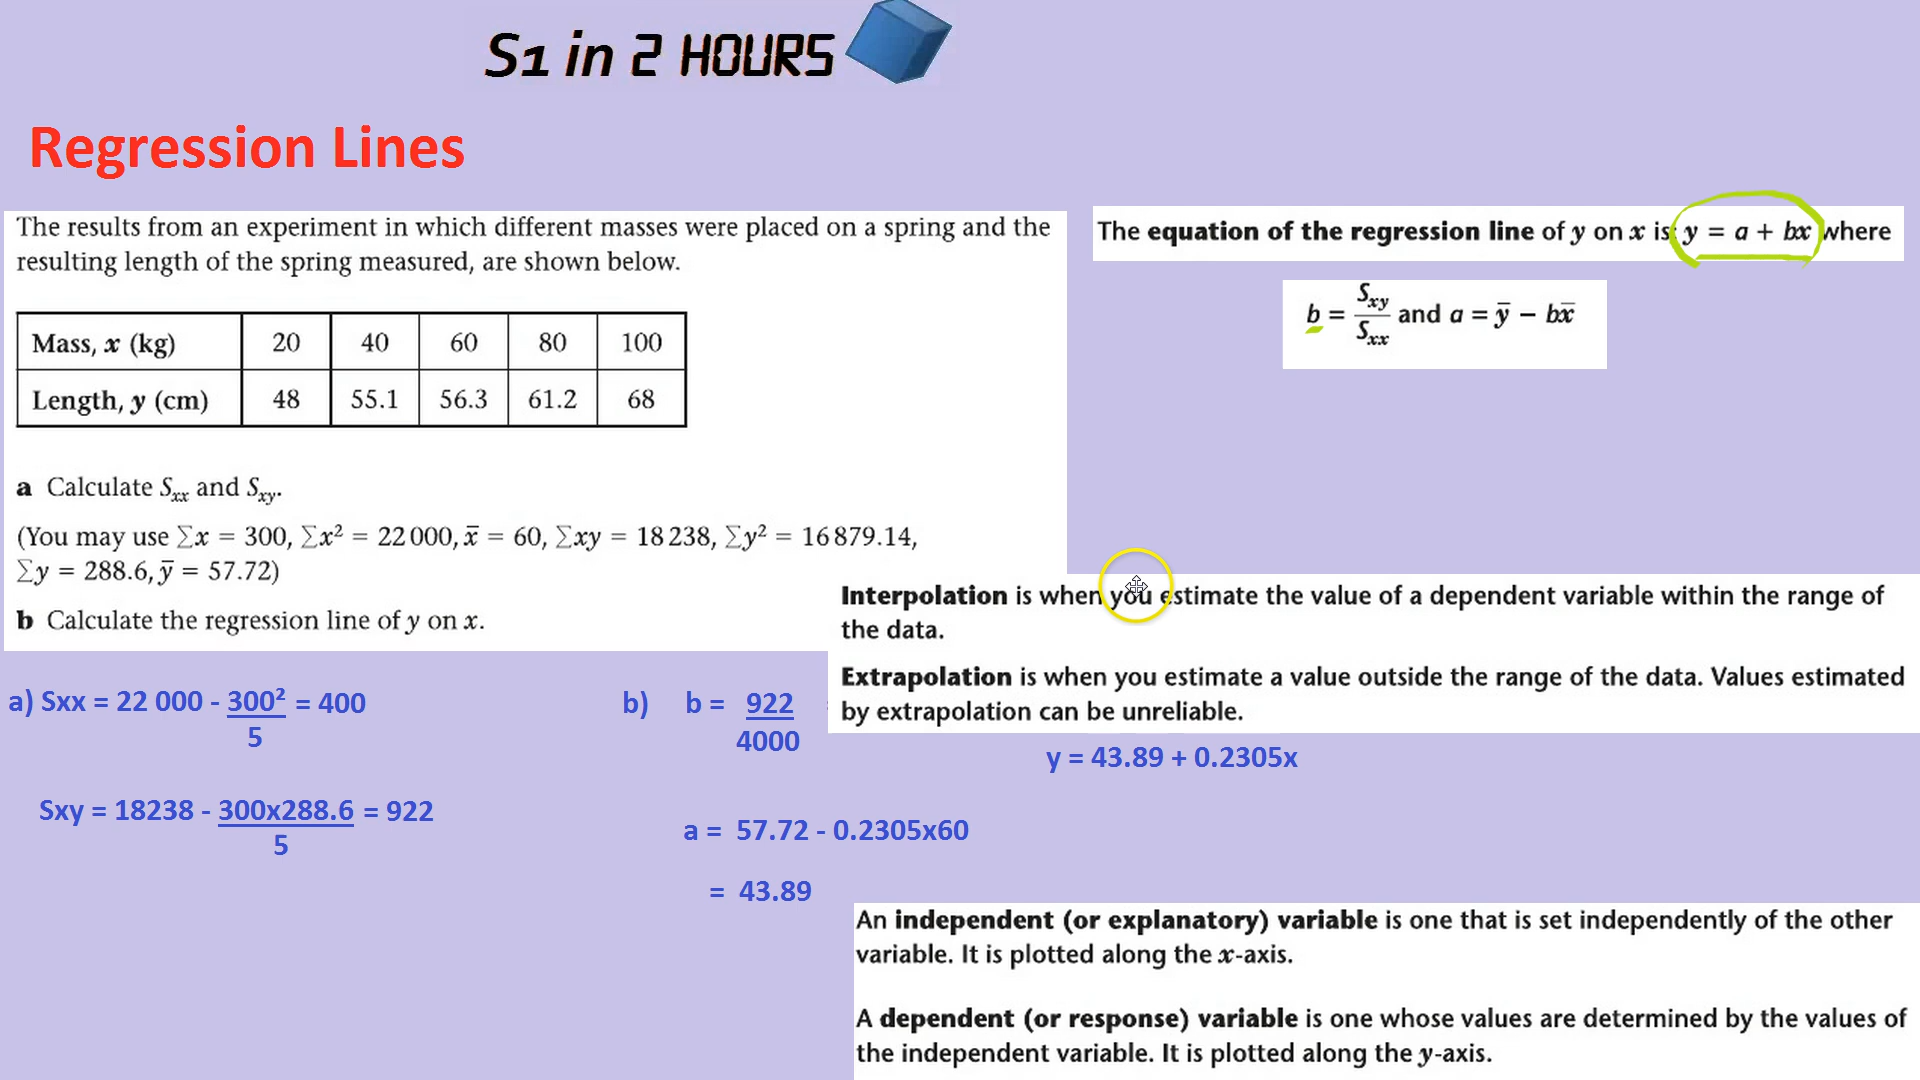 S1 in 2 HOURS
Regression Lines
The results from an experiment in which different masses were placed on a spring and the
resulting length of the spring measured, are shown below.
Mass, x (kg) 20 40 60 80 100
Length, y (cm) 48 55.1 56.3 61.2 68
a Calculate Sxx and Sxy.
(You may use ∑x = 300, ∑x² = 22 000, x̄ = 60, ∑xy = 18 238, ∑y² = 16 879.14,
∑y = 288.6, ȳ = 57.72)
b Calculate the regression line of y on x.
a) Sxx = 22 000 - 300² = 400
5
Sxy = 18238 - 300x288.6 = 922
5
b) b = 922
4000
a = 57.72 - 0.2305x60
= 43.89
The equation of the regression line of y on x is: y = a + bx where
b = Sxy/Sxx and a = ȳ − bx̄
Interpolation is when you estimate the value of a dependent variable within the range of
the data.
Extrapolation is when you estimate a value outside the range of the data. Values estimated
by extrapolation can be unreliable.
y = 43.89 + 0.2305x
An independent (or explanatory) variable is one that is set independently of the other
variable. It is plotted along the x-axis.
A dependent (or response) variable is one whose values are determined by the values of
the independent variable. It is plotted along the y-axis.